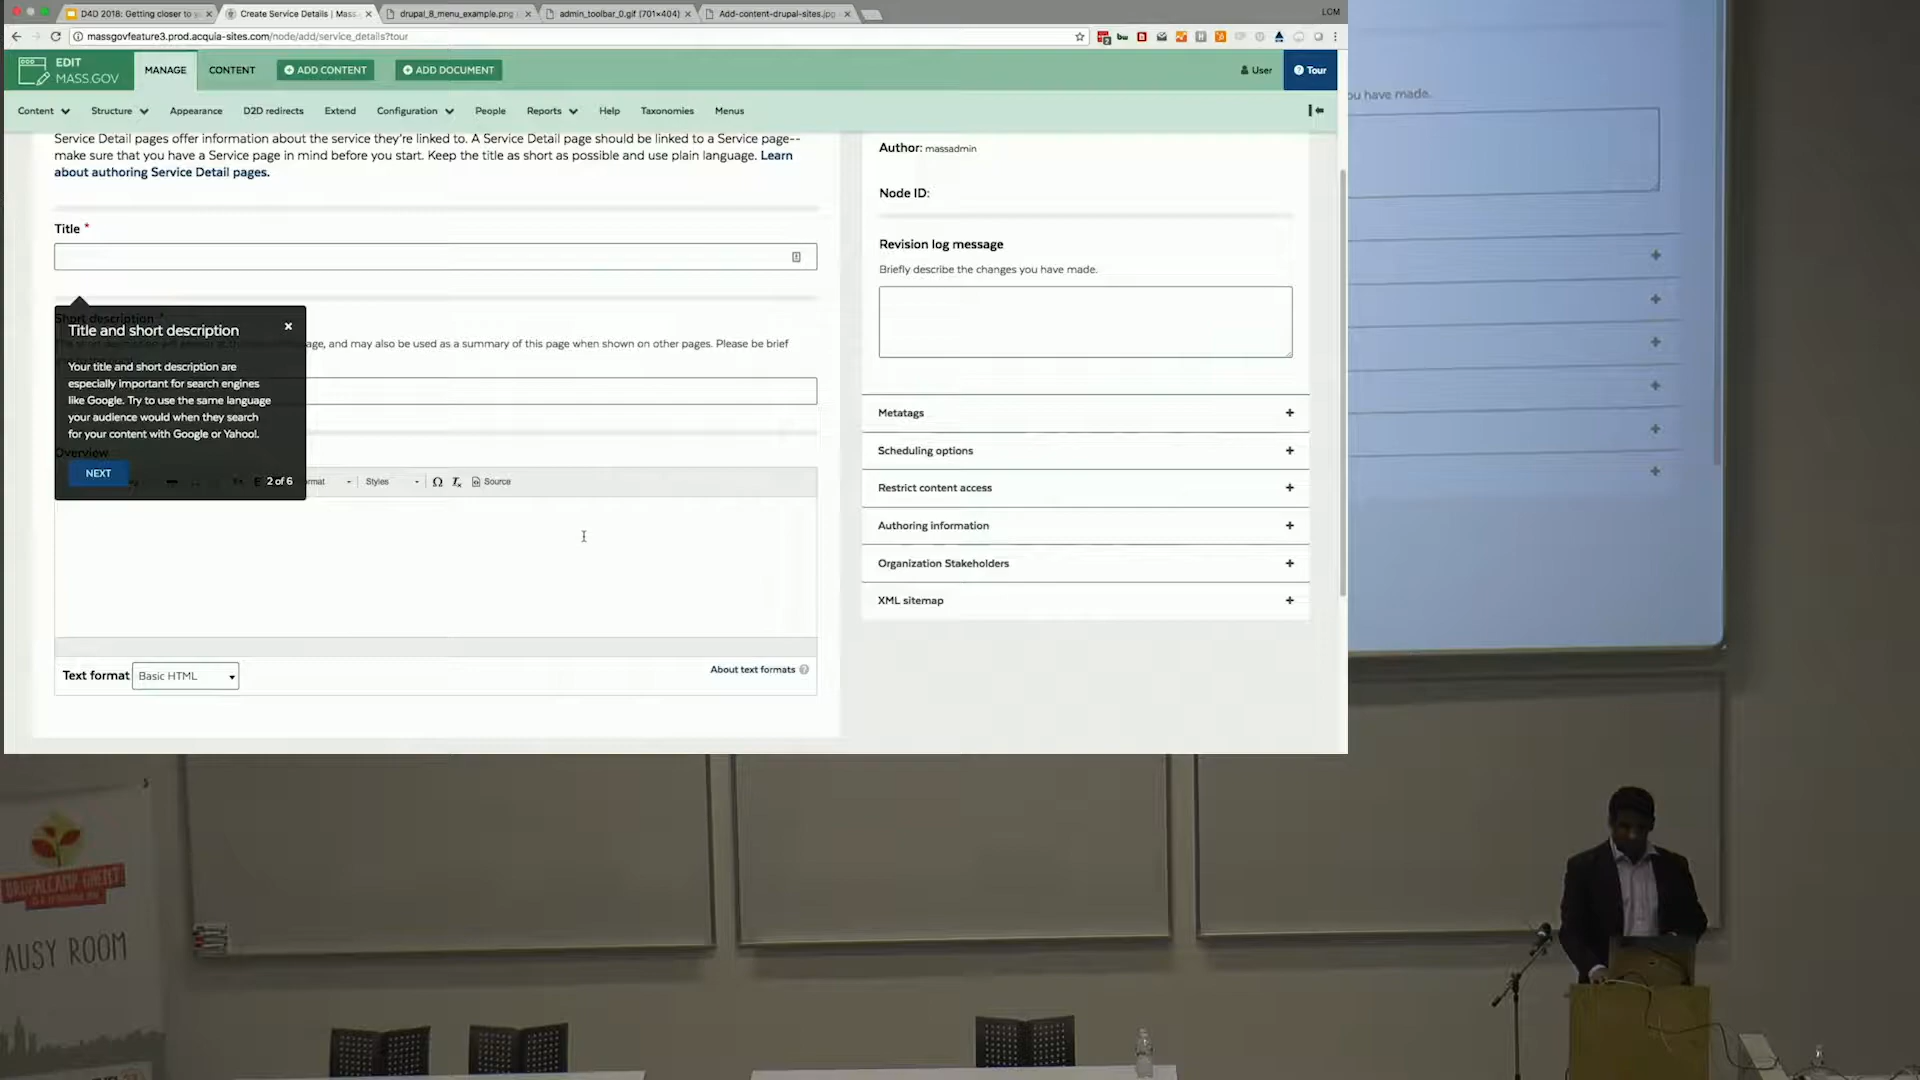 D4D 2018: Getting closer to
Create Service Details | Mass
drupal_8_menu_example.png
admin_toolbar_0.gif (701×404)
Add-content-drupal-sites.jpg
LCM
massgovfeature3.prod.acquia-sites.com/node/add/service_details?tour
EDIT
MASS.GOV
MANAGE
CONTENT
ADD CONTENT
ADD DOCUMENT
User
Tour
Content
Structure
Appearance
D2D redirects
Extend
Configuration
People
Reports
Help
Taxonomies
Menus
Service Detail pages offer information about the service they're linked to. A Service Detail page should be linked to a Service page--
make sure that you have a Service page in mind before you start. Keep the title as short as possible and use plain language. Learn
about authoring Service Detail pages.
Title *
Short description *
age, and may also be used as a summary of this page when shown on other pages. Please be brief
Title and short description
×
Your title and short description are
especially important for search engines
like Google. Try to use the same language
your audience would when they search
for your content with Google or Yahoo!.
Overview
NEXT
2 of 6
rmat
Styles
Source
Text format
Basic HTML
About text formats
Author: massadmin
Node ID:
Revision log message
Briefly describe the changes you have made.
Metatags +
Scheduling options +
Restrict content access +
Authoring information +
Organization Stakeholders +
XML sitemap +
ou have made.
DRUPALCAMP GHENT
AUSY ROOM